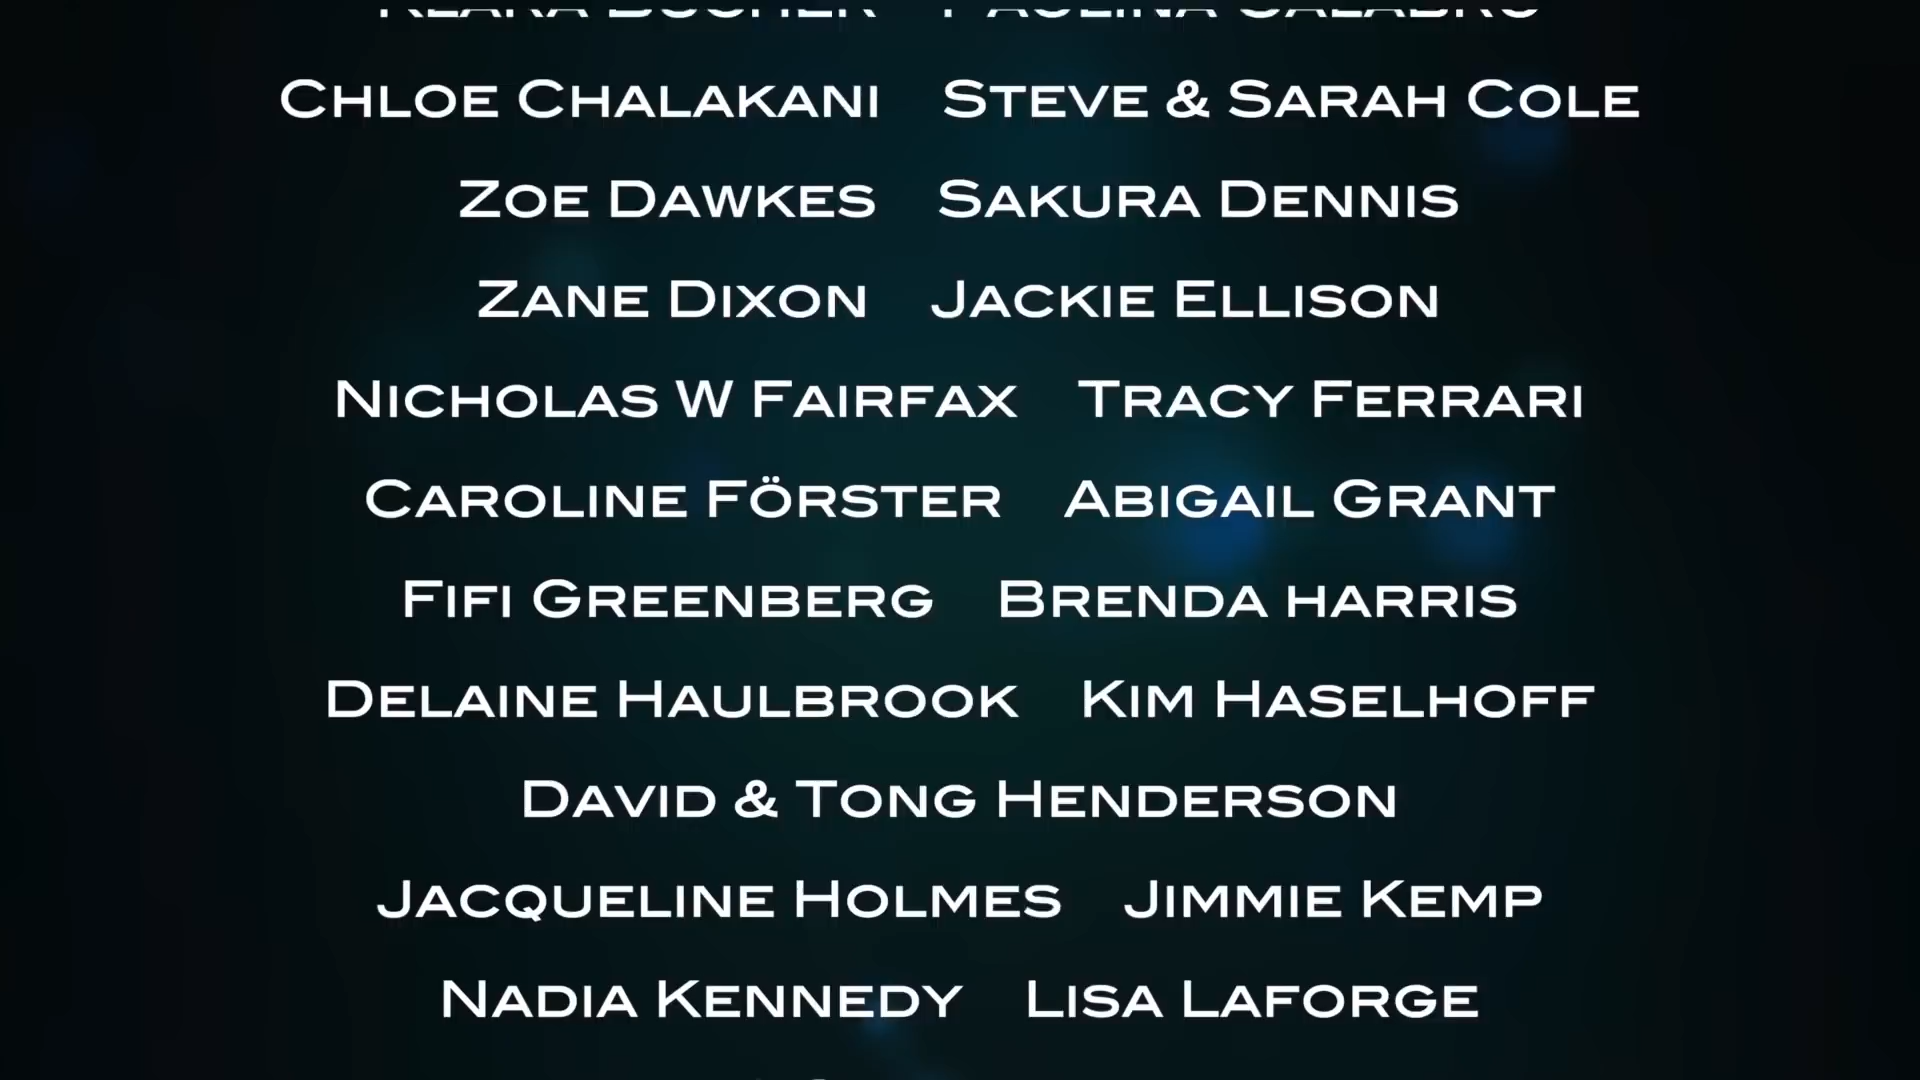 Chloe Chalakani Steve & Sarah Cole
Zoe Dawkes Sakura Dennis
Zane Dixon Jackie Ellison
Nicholas W Fairfax Tracy Ferrari
Caroline Förster Abigail Grant
Fifi Greenberg Brenda harris
Delaine Haulbrook Kim Haselhoff
David & Tong Henderson
Jacqueline Holmes Jimmie Kemp
Nadia Kennedy Lisa Laforge